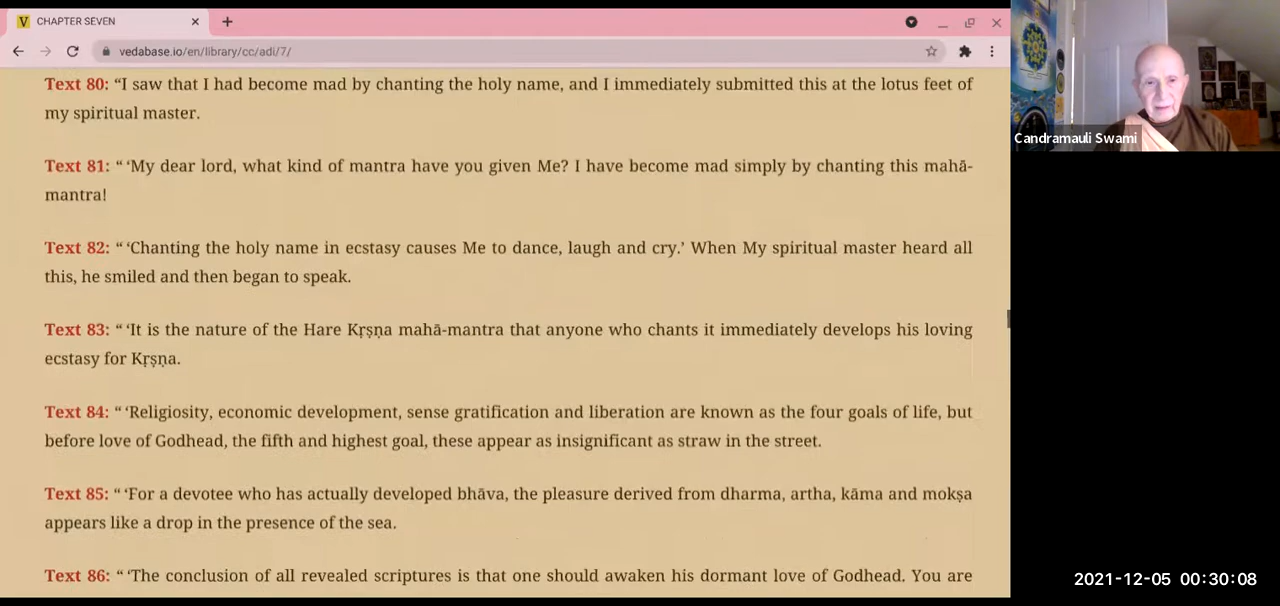 V CHAPTER SEVEN
vedabase.io/en/library/cc/adi/7/
Text 80: “I saw that I had become mad by chanting the holy name, and I immediately submitted this at the lotus feet of
my spiritual master.
Text 81: “ ‘My dear lord, what kind of mantra have you given Me? I have become mad simply by chanting this mahā-
mantra!
Text 82: “ ‘Chanting the holy name in ecstasy causes Me to dance, laugh and cry.’ When My spiritual master heard all
this, he smiled and then began to speak.
Text 83: “ ‘It is the nature of the Hare Kṛṣṇa mahā-mantra that anyone who chants it immediately develops his loving
ecstasy for Kṛṣṇa.
Text 84: “ ‘Religiosity, economic development, sense gratification and liberation are known as the four goals of life, but
before love of Godhead, the fifth and highest goal, these appear as insignificant as straw in the street.
Text 85: “ ‘For a devotee who has actually developed bhāva, the pleasure derived from dharma, artha, kāma and mokṣa
appears like a drop in the presence of the sea.
Text 86: “ ‘The conclusion of all revealed scriptures is that one should awaken his dormant love of Godhead. You are
Candramauli Swami
2021-12-05 00:30:08